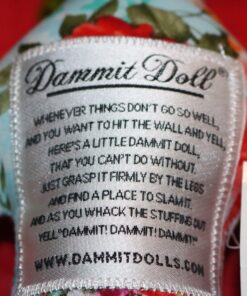 Dammit Doll®
WHENEVER THINGS DON'T GO SO WELL,
AND YOU WANT TO HIT THE WALL AND YELL,
HERE'S A LITTLE DAMMIT DOLL,
THAT YOU CAN'T DO WITHOUT.
JUST GRASP IT FIRMLY BY THE LEGS
AND FIND A PLACE TO SLAM IT.
AND AS YOU WHACK THE STUFFING OUT
YELL "DAMMIT! DAMMIT! DAMMIT"
WWW.DAMMITDOLLS.COM